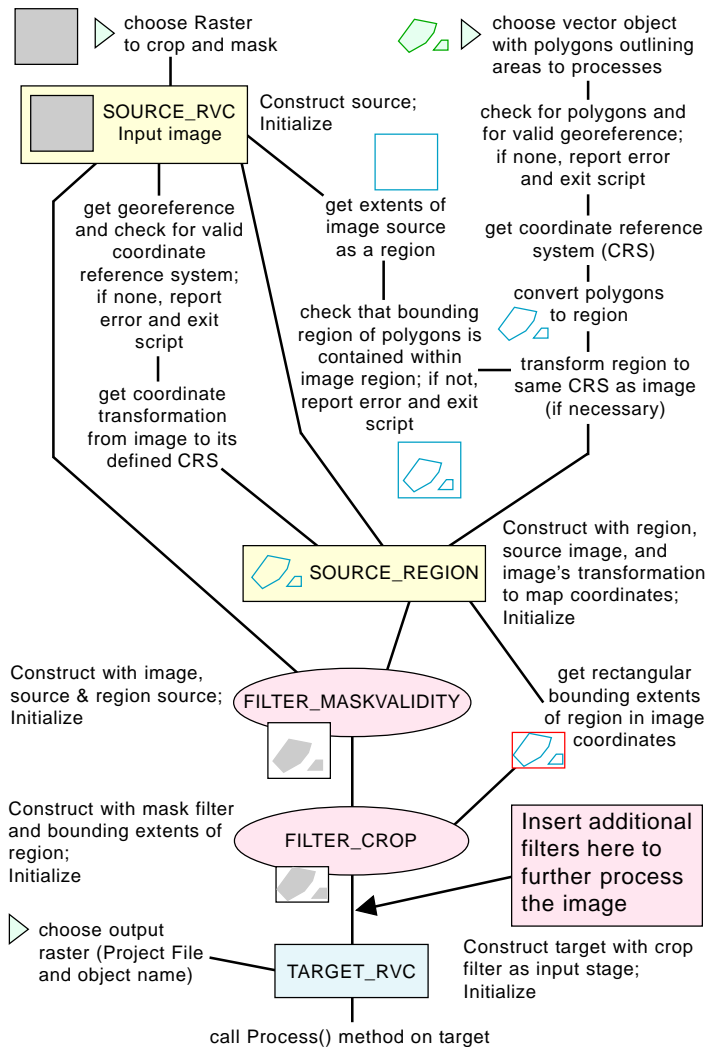 choose Raster
to crop and mask
choose vector object
with polygons outlining
areas to processes
SOURCE_RVC
Input image
Construct source;
Initialize
check for polygons and
for valid georeference;
if none, report error
and exit script
get georeference
and check for valid
coordinate
reference system;
if none, report
error and exit
script
get extents of
image source
as a region
get coordinate reference
system (CRS)
convert polygons
to region
check that bounding
region of polygons is
contained within
image region; if not,
report error and exit
script
transform region to
same CRS as image
(if necessary)
get coordinate
transformation
from image to its
defined CRS
SOURCE_REGION
Construct with region,
source image, and
image's transformation
to map coordinates;
Initialize
Construct with image,
source & region source;
Initialize
FILTER_MASKVALIDITY
get rectangular
bounding extents
of region in image
coordinates
Construct with mask filter
and bounding extents of
region;
Initialize
FILTER_CROP
Insert additional
filters here to
further process
the image
choose output
raster (Project File
and object name)
TARGET_RVC
Construct target with crop
filter as input stage;
Initialize
call Process() method on target